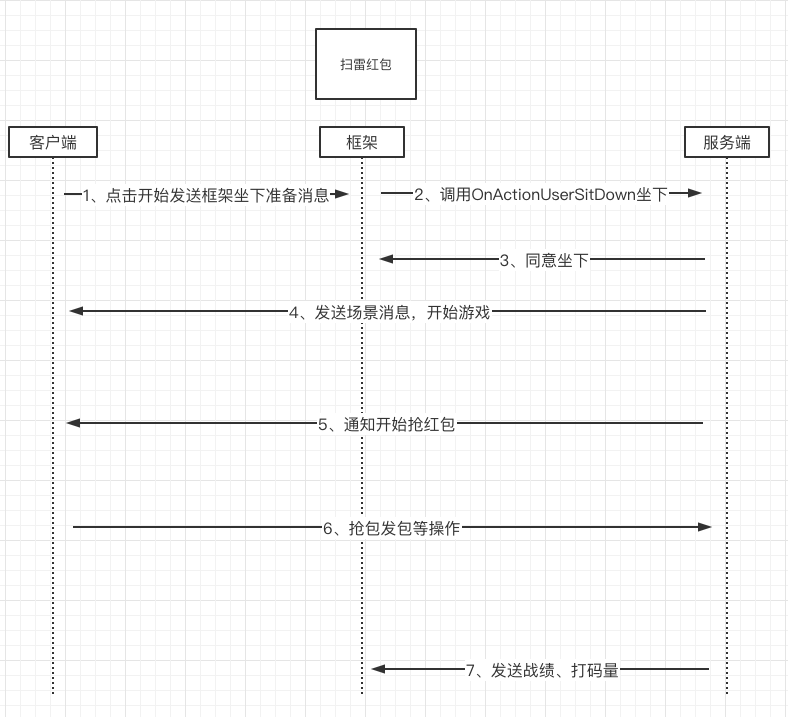 扫雷红包
客户端
框架
服务端
1、点击开始发送框架坐下准备消息
2、调用OnActionUserSitDown坐下
3、同意坐下
4、发送场景消息，开始游戏
5、通知开始抢红包
6、抢包发包等操作
7、发送战绩、打码量